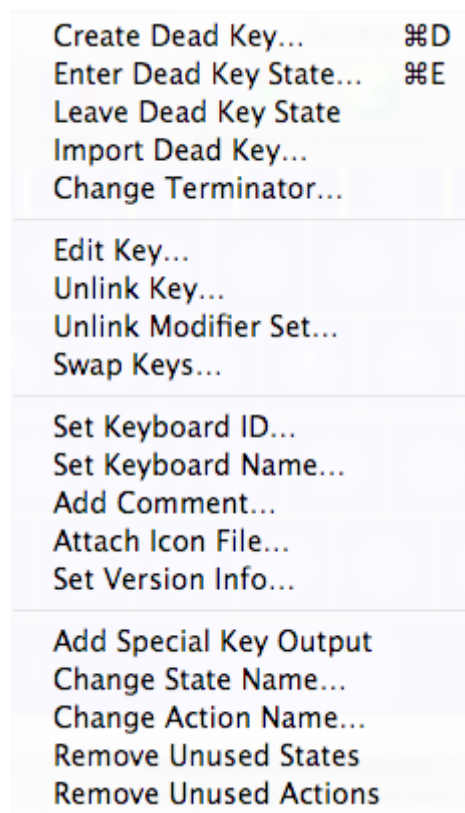 Create Dead Key... ⌘D
Enter Dead Key State... ⌘E
Leave Dead Key State
Import Dead Key...
Change Terminator...
Edit Key...
Unlink Key...
Unlink Modifier Set...
Swap Keys...
Set Keyboard ID...
Set Keyboard Name...
Add Comment...
Attach Icon File...
Set Version Info...
Add Special Key Output
Change State Name...
Change Action Name...
Remove Unused States
Remove Unused Actions